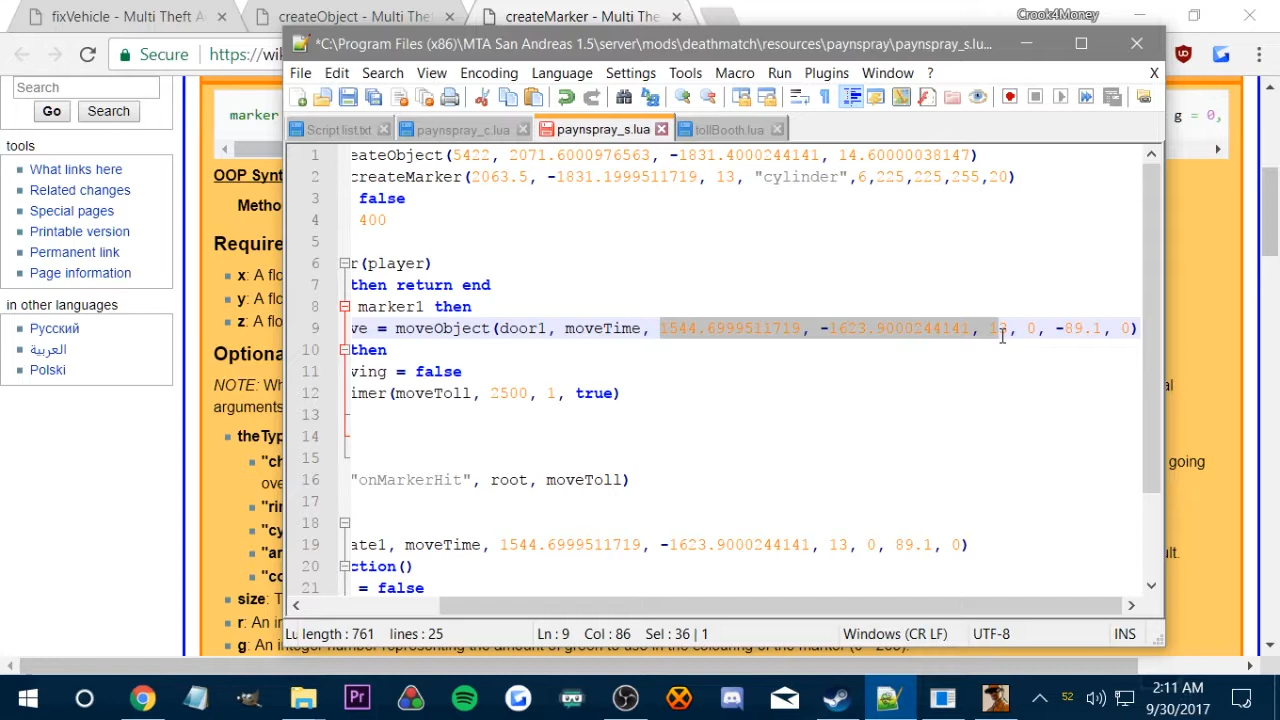 fixVehicle - Multi Theft A
createObject - Multi Thef
createMarker - Multi The
Crook4Money
Secure
https://wik
*C:\Program Files (x86)\MTA San Andreas 1.5\server\mods\deathmatch\resources\paynspray\paynspray_s.lu...
File Edit Search View Encoding Language Settings Tools Macro Run Plugins Window ? X
Script list.txt
paynspray_c.lua
paynspray_s.lua
tollBooth.lua
Search
Go
Search
tools
What links here
Related changes
Special pages
Printable version
Permanent link
Page information
in other languages
Русский
العربية
Polski
marker
g = 0,
OOP Synt
Metho
Require
x: A flo
y: A flo
z: A flo
Optiona
NOTE: Wh
al
arguments
theTyp
"ch
going
ove
"rin
"cy
"ar
"co
ult.
size: T
r: An i
g: An integer number representing the amount of green to use in the colouring of the marker (0 - 255).
1 eateObject(5422, 2071.6000976563, -1831.4000244141, 14.60000038147)
2 createMarker(2063.5, -1831.1999511719, 13, "cylinder",6,225,225,255,20)
3 false
4 400
5
6 r(player)
7 then return end
8 marker1 then
9 ve = moveObject(door1, moveTime, 1544.6999511719, -1623.9000244141, 13, 0, -89.1, 0)
10 then
11 ving = false
12 imer(moveToll, 2500, 1, true)
13
14
15
16 "onMarkerHit", root, moveToll)
17
18
19 ate1, moveTime, 1544.6999511719, -1623.9000244141, 13, 0, 89.1, 0)
20 ction()
21 = false
Lu length : 761 lines : 25
Ln : 9 Col : 86 Sel : 36 | 1
Windows (CR LF)
UTF-8
INS
52
2:11 AM
9/30/2017